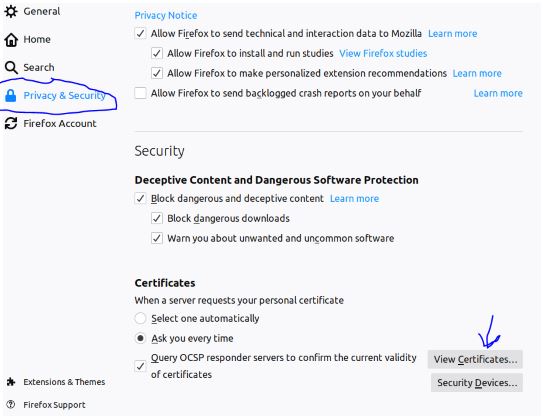 General
Home
Search
Privacy & Security
Firefox Account
Extensions & Themes
Firefox Support
Privacy Notice
Allow Firefox to send technical and interaction data to Mozilla Learn more
Allow Firefox to install and run studies View Firefox studies
Allow Firefox to make personalized extension recommendations Learn more
Allow Firefox to send backlogged crash reports on your behalf Learn more
Security
Deceptive Content and Dangerous Software Protection
Block dangerous and deceptive content Learn more
Block dangerous downloads
Warn you about unwanted and uncommon software
Certificates
When a server requests your personal certificate
Select one automatically
Ask you every time
Query OCSP responder servers to confirm the current validity
of certificates
View Certificates...
Security Devices...